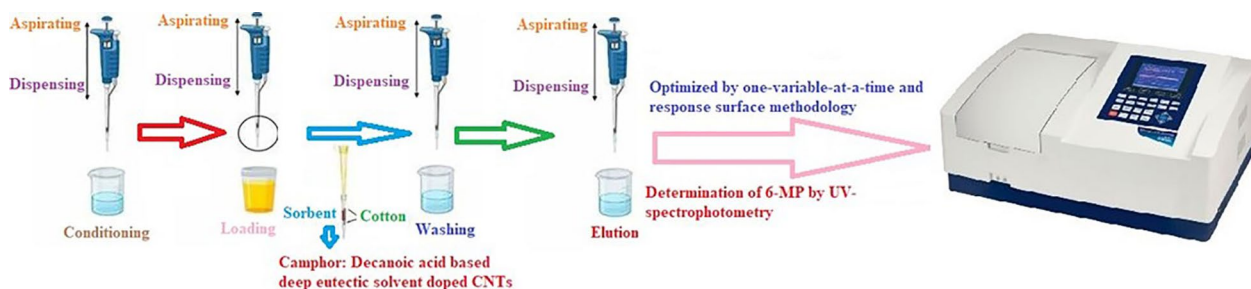 Aspirating
Dispensing
Conditioning
Aspirating
Dispensing
Loading
Sorbent
Cotton
Camphor: Decanoic acid based
deep eutectic solvent doped CNTs
Aspirating
Dispensing
Washing
Aspirating
Dispensing
Elution
Optimized by one-variable-at-a-time and
response surface methodology
Determination of 6-MP by UV-
spectrophotometry